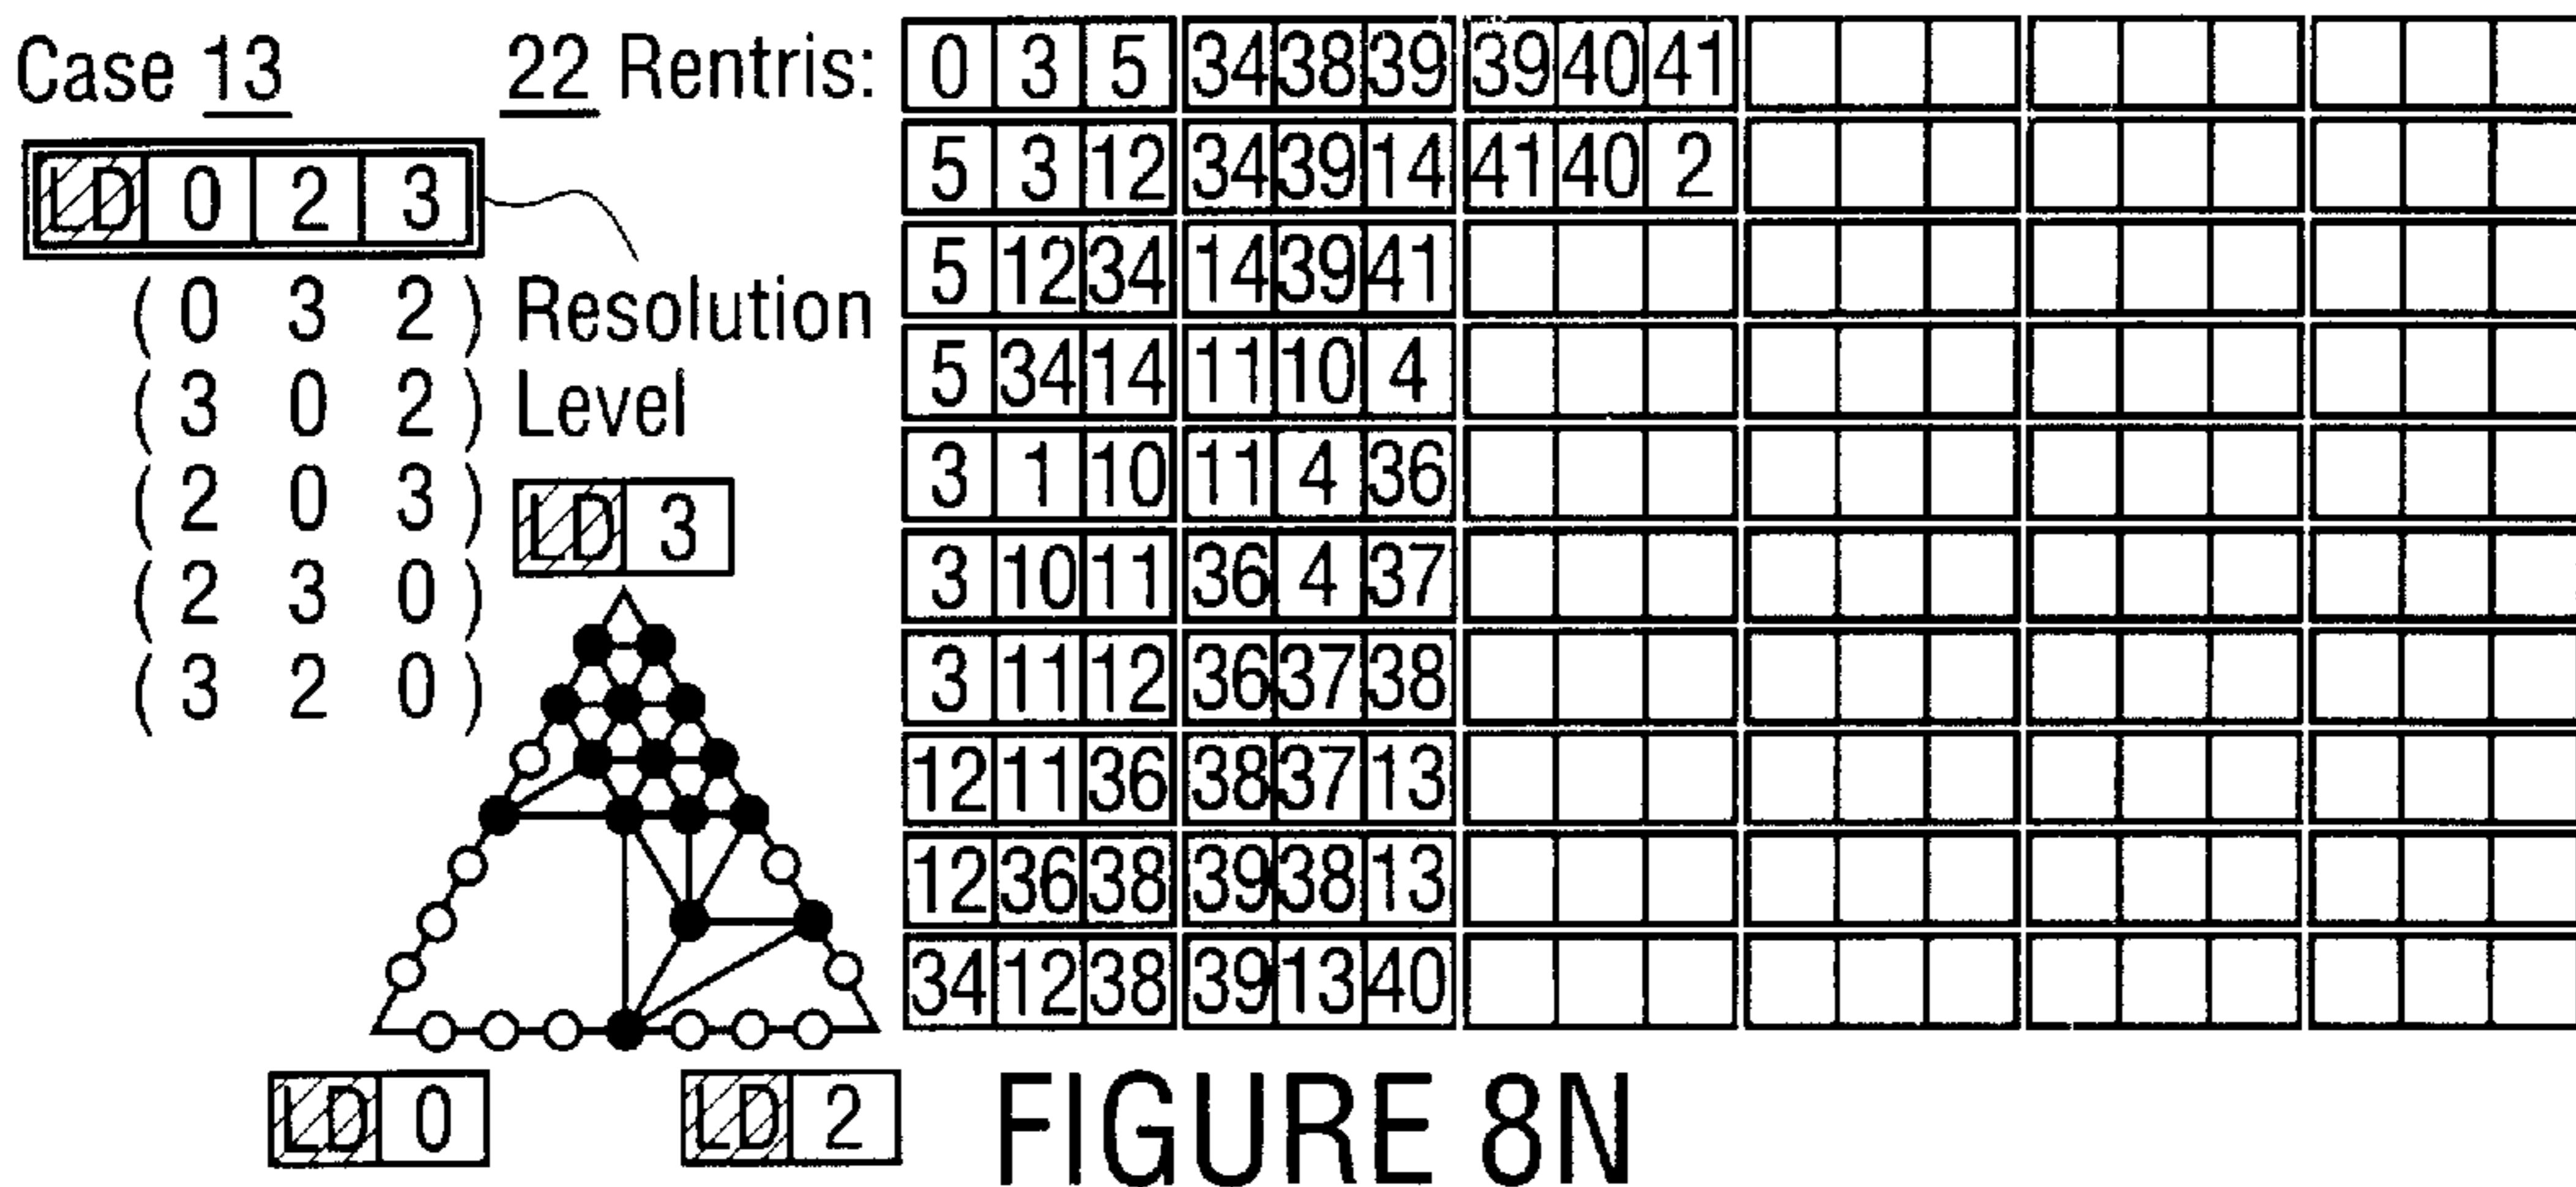 Case 13 22 Rentris: 0 3 5 34 38 39 39 40 41
5 3 12 34 39 14 41 40 2
LD 0 2 3
5 12 34 14 39 41
( 0 3 2 ) Resolution
5 34 14 11 10 4
( 3 0 2 ) Level
3 1 10 11 4 36
( 2 0 3 )
LD 3
3 10 11 36 4 37
( 2 3 0 )
3 11 12 36 37 38
( 3 2 0 )
12 11 36 38 37 13
12 36 38 39 38 13
34 12 38 39 13 40
LD 0 LD 2
FIGURE 8N